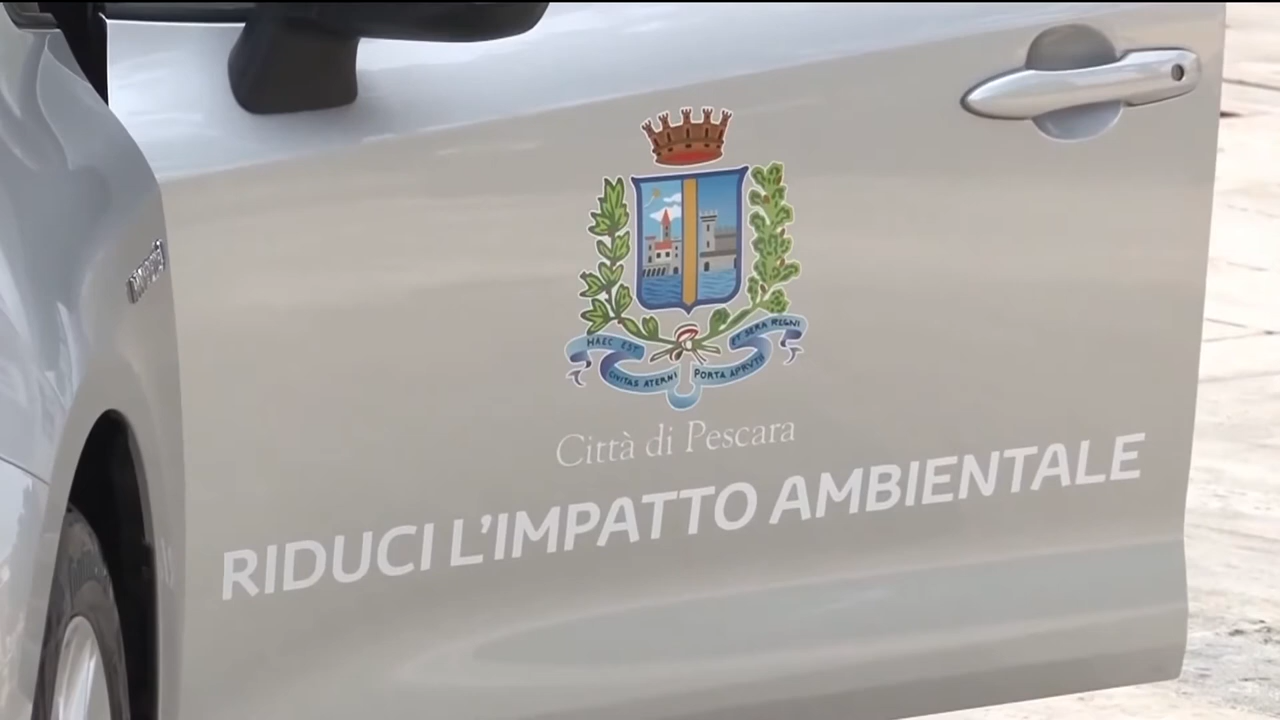 HAEC EST
CIVITAS ATERNI
PORTA APRUTII
ET SERA REGNI
Città di Pescara
RIDUCI L'IMPATTO AMBIENTALE